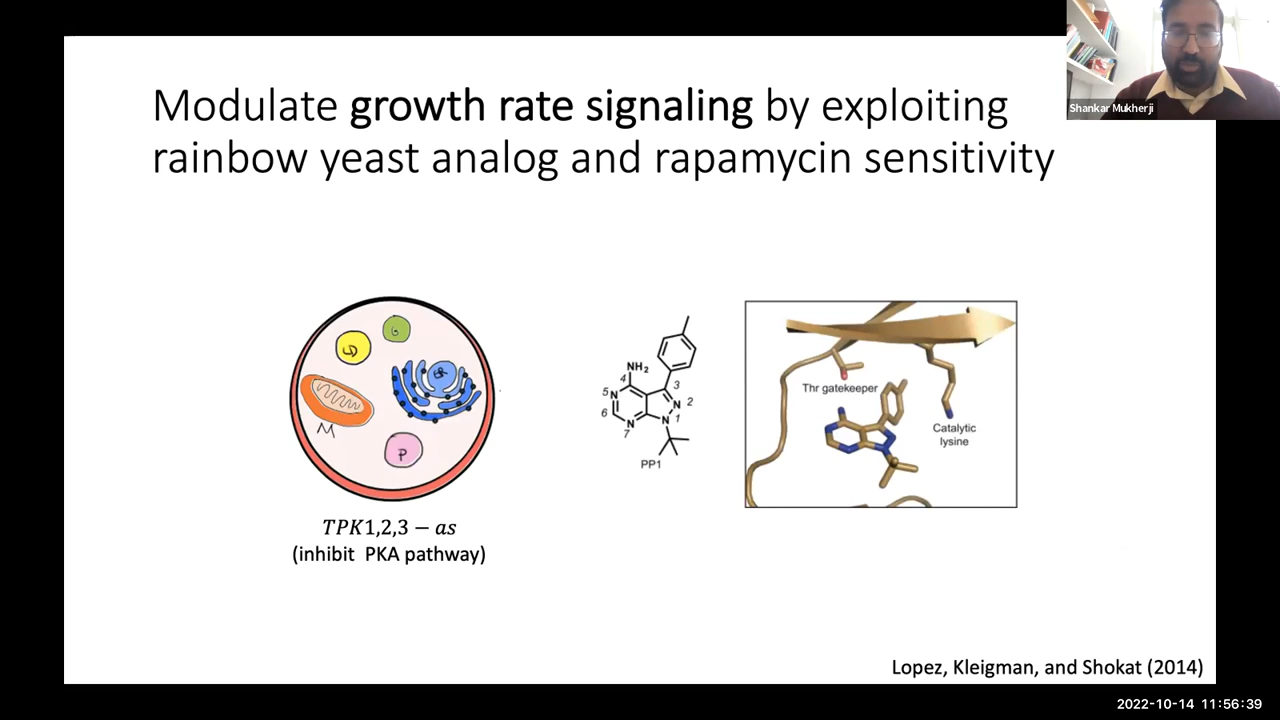 Shankar Mukherji
Modulate growth rate signaling by exploiting
rainbow yeast analog and rapamycin sensitivity
G
ER
M
P
NH₂
4
3
5
N
N
2
6
N
1
N
7
PP1
Thr gatekeeper
Catalytic
lysine
TPK1,2,3 − as
(inhibit PKA pathway)
Lopez, Kleigman, and Shokat (2014)
2022-10-14 11:56:39